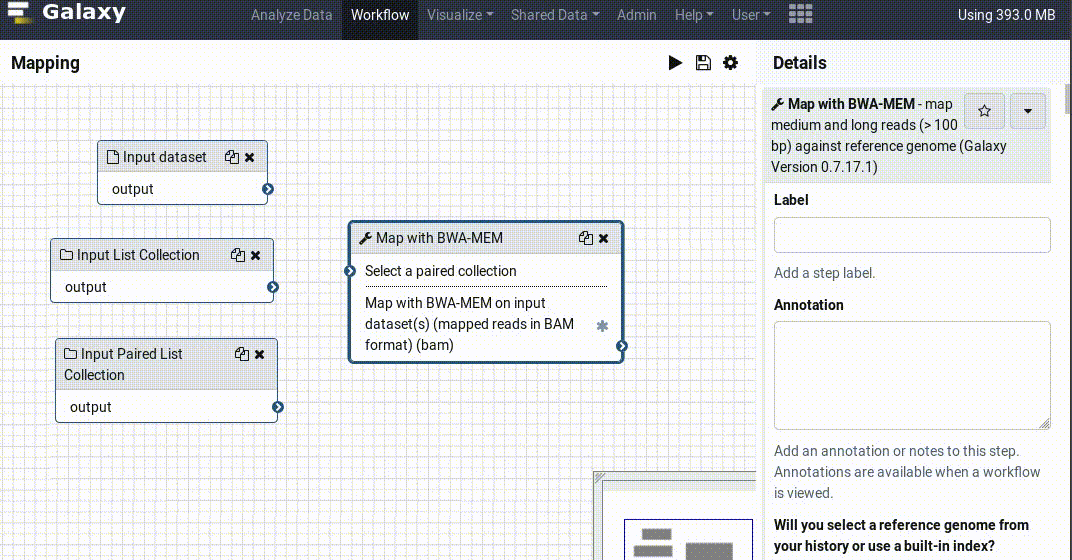 Galaxy
Analyze Data Workflow Visualize Shared Data Admin Help User Using 393.0 MB
Mapping
Input dataset
output
Input List Collection
output
Input Paired List
Collection
output
Map with BWA-MEM
Select a paired collection
Map with BWA-MEM on input
dataset(s) (mapped reads in BAM
format) (bam)
Details
Map with BWA-MEM - map
medium and long reads (> 100
bp) against reference genome (Galaxy
Version 0.7.17.1)
Label
Add a step label.
Annotation
Add an annotation or notes to this step.
Annotations are available when a workflow
is viewed.
Will you select a reference genome from
your history or use a built-in index?